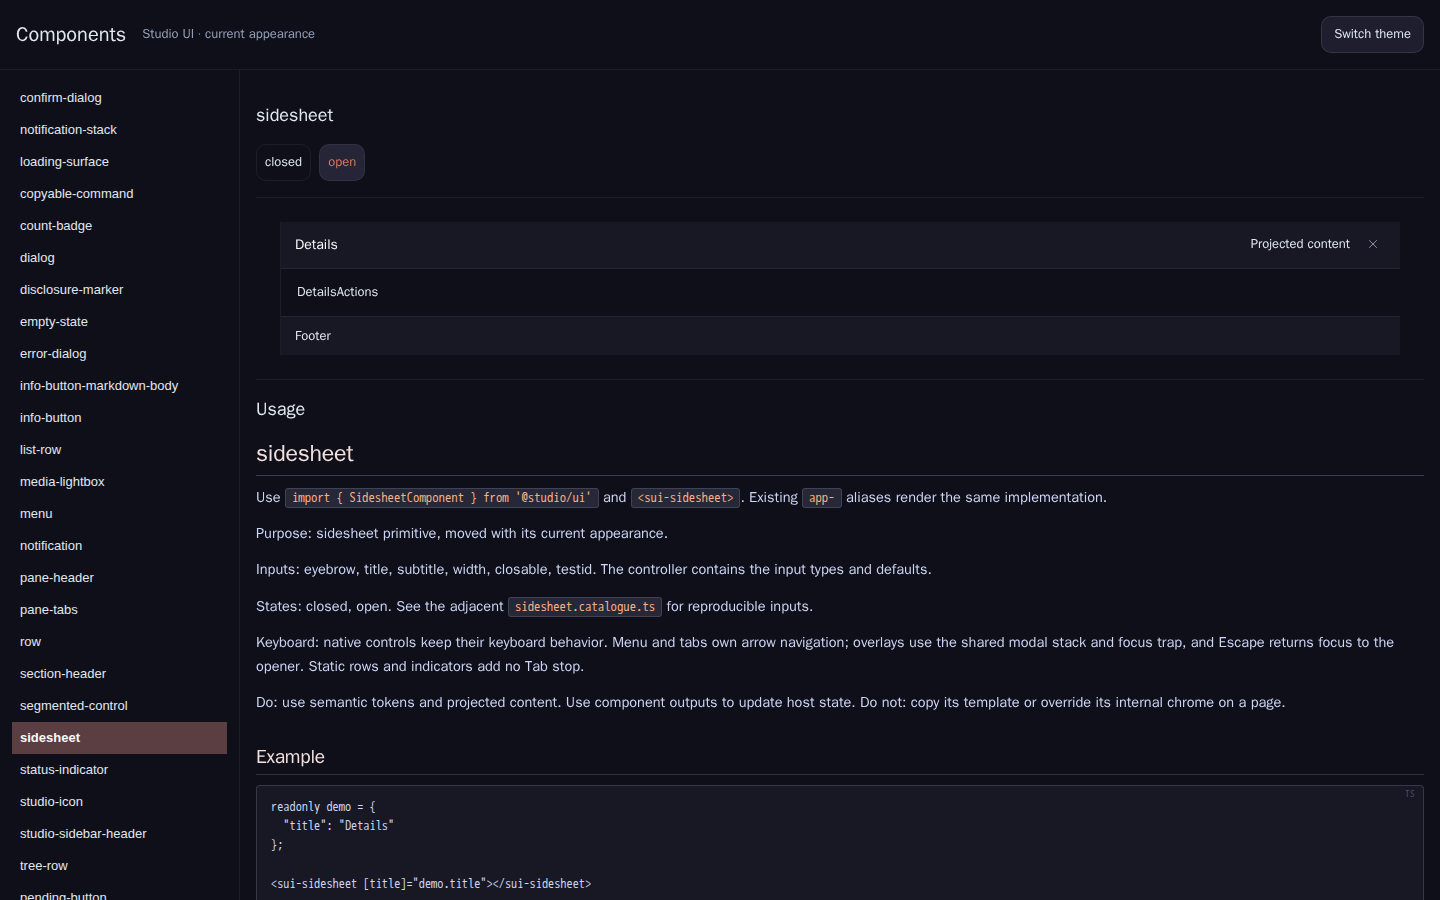 Components
Studio UI · current appearance
Switch theme
confirm-dialog
notification-stack
loading-surface
copyable-command
count-badge
dialog
disclosure-marker
empty-state
error-dialog
info-button-markdown-body
info-button
list-row
media-lightbox
menu
notification
pane-header
pane-tabs
row
section-header
segmented-control
sidesheet
status-indicator
studio-icon
studio-sidebar-header
tree-row
pending-button
sidesheet
closed
open
Details
Projected content
DetailsActions
Footer
Usage
sidesheet
Use import { SidesheetComponent } from '@studio/ui' and <sui-sidesheet>. Existing app- aliases render the same implementation.
Purpose: sidesheet primitive, moved with its current appearance.
Inputs: eyebrow, title, subtitle, width, closable, testid. The controller contains the input types and defaults.
States: closed, open. See the adjacent sidesheet.catalogue.ts for reproducible inputs.
Keyboard: native controls keep their keyboard behavior. Menu and tabs own arrow navigation; overlays use the shared modal stack and focus trap, and Escape returns focus to the
opener. Static rows and indicators add no Tab stop.
Do: use semantic tokens and projected content. Use component outputs to update host state. Do not: copy its template or override its internal chrome on a page.
Example
TS
readonly demo = {
  "title": "Details"
};
<sui-sidesheet [title]="demo.title"></sui-sidesheet>